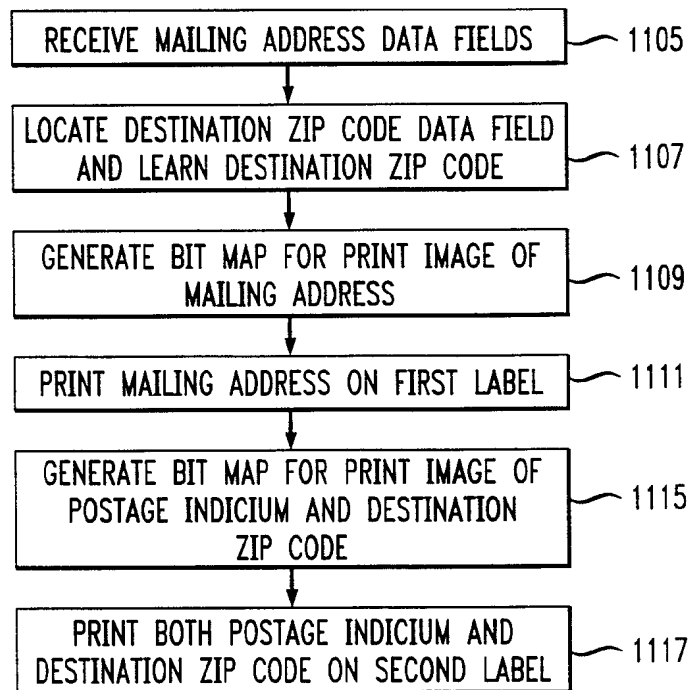 RECEIVE MAILING ADDRESS DATA FIELDS 1105
LOCATE DESTINATION ZIP CODE DATA FIELD
AND LEARN DESTINATION ZIP CODE 1107
GENERATE BIT MAP FOR PRINT IMAGE OF
MAILING ADDRESS 1109
PRINT MAILING ADDRESS ON FIRST LABEL 1111
GENERATE BIT MAP FOR PRINT IMAGE OF
POSTAGE INDICIUM AND DESTINATION
ZIP CODE 1115
PRINT BOTH POSTAGE INDICIUM AND
DESTINATION ZIP CODE ON SECOND LABEL 1117